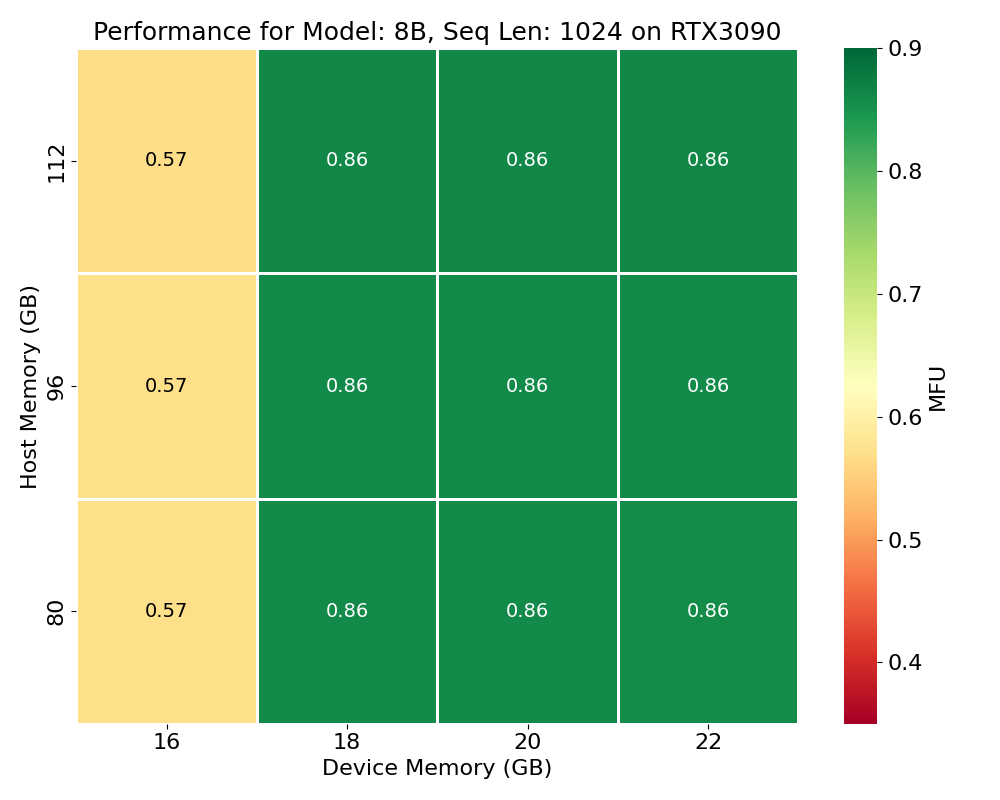 Performance for Model: 8B, Seq Len: 1024 on RTX3090
0.9
112
0.57 0.86 0.86 0.86
0.8
0.7
Host Memory (GB)
96
0.57 0.86 0.86 0.86
MFU
0.6
0.5
80
0.57 0.86 0.86 0.86
0.4
16 18 20 22
Device Memory (GB)